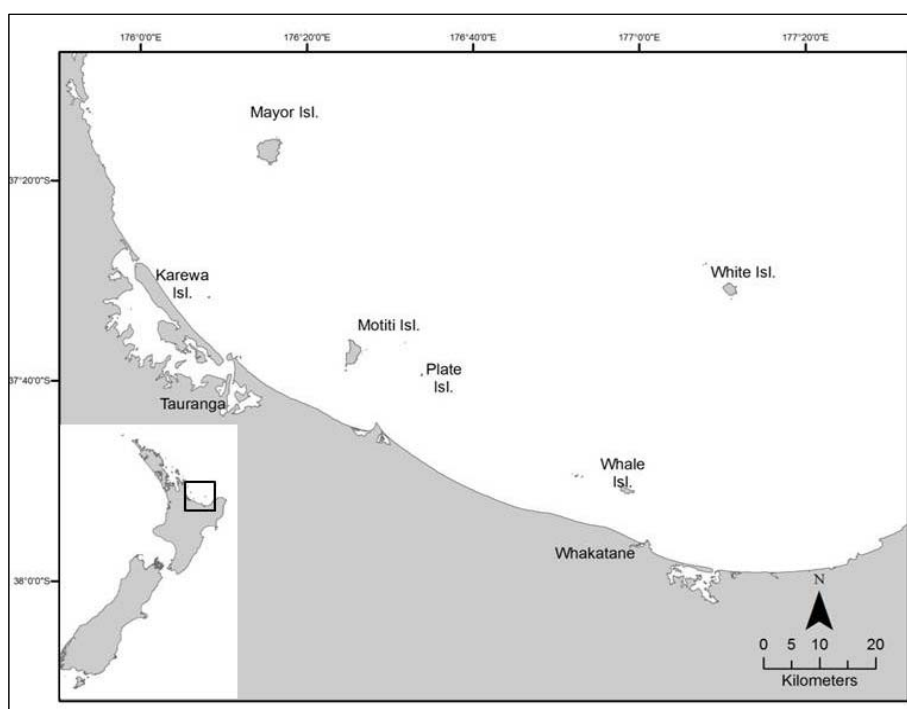 176°0'0"E
176°20'0"E
176°40'0"E
177°0'0"E
177°20'0"E
Mayor Isl.
37°20'0"S
Karewa
Isl.
White Isl.
Motiti Isl.
Plate
Isl.
37°40'0"S
Tauranga
Whale
Isl.
Whakatane
38°0'0"S
N
0 5 10 20
Kilometers